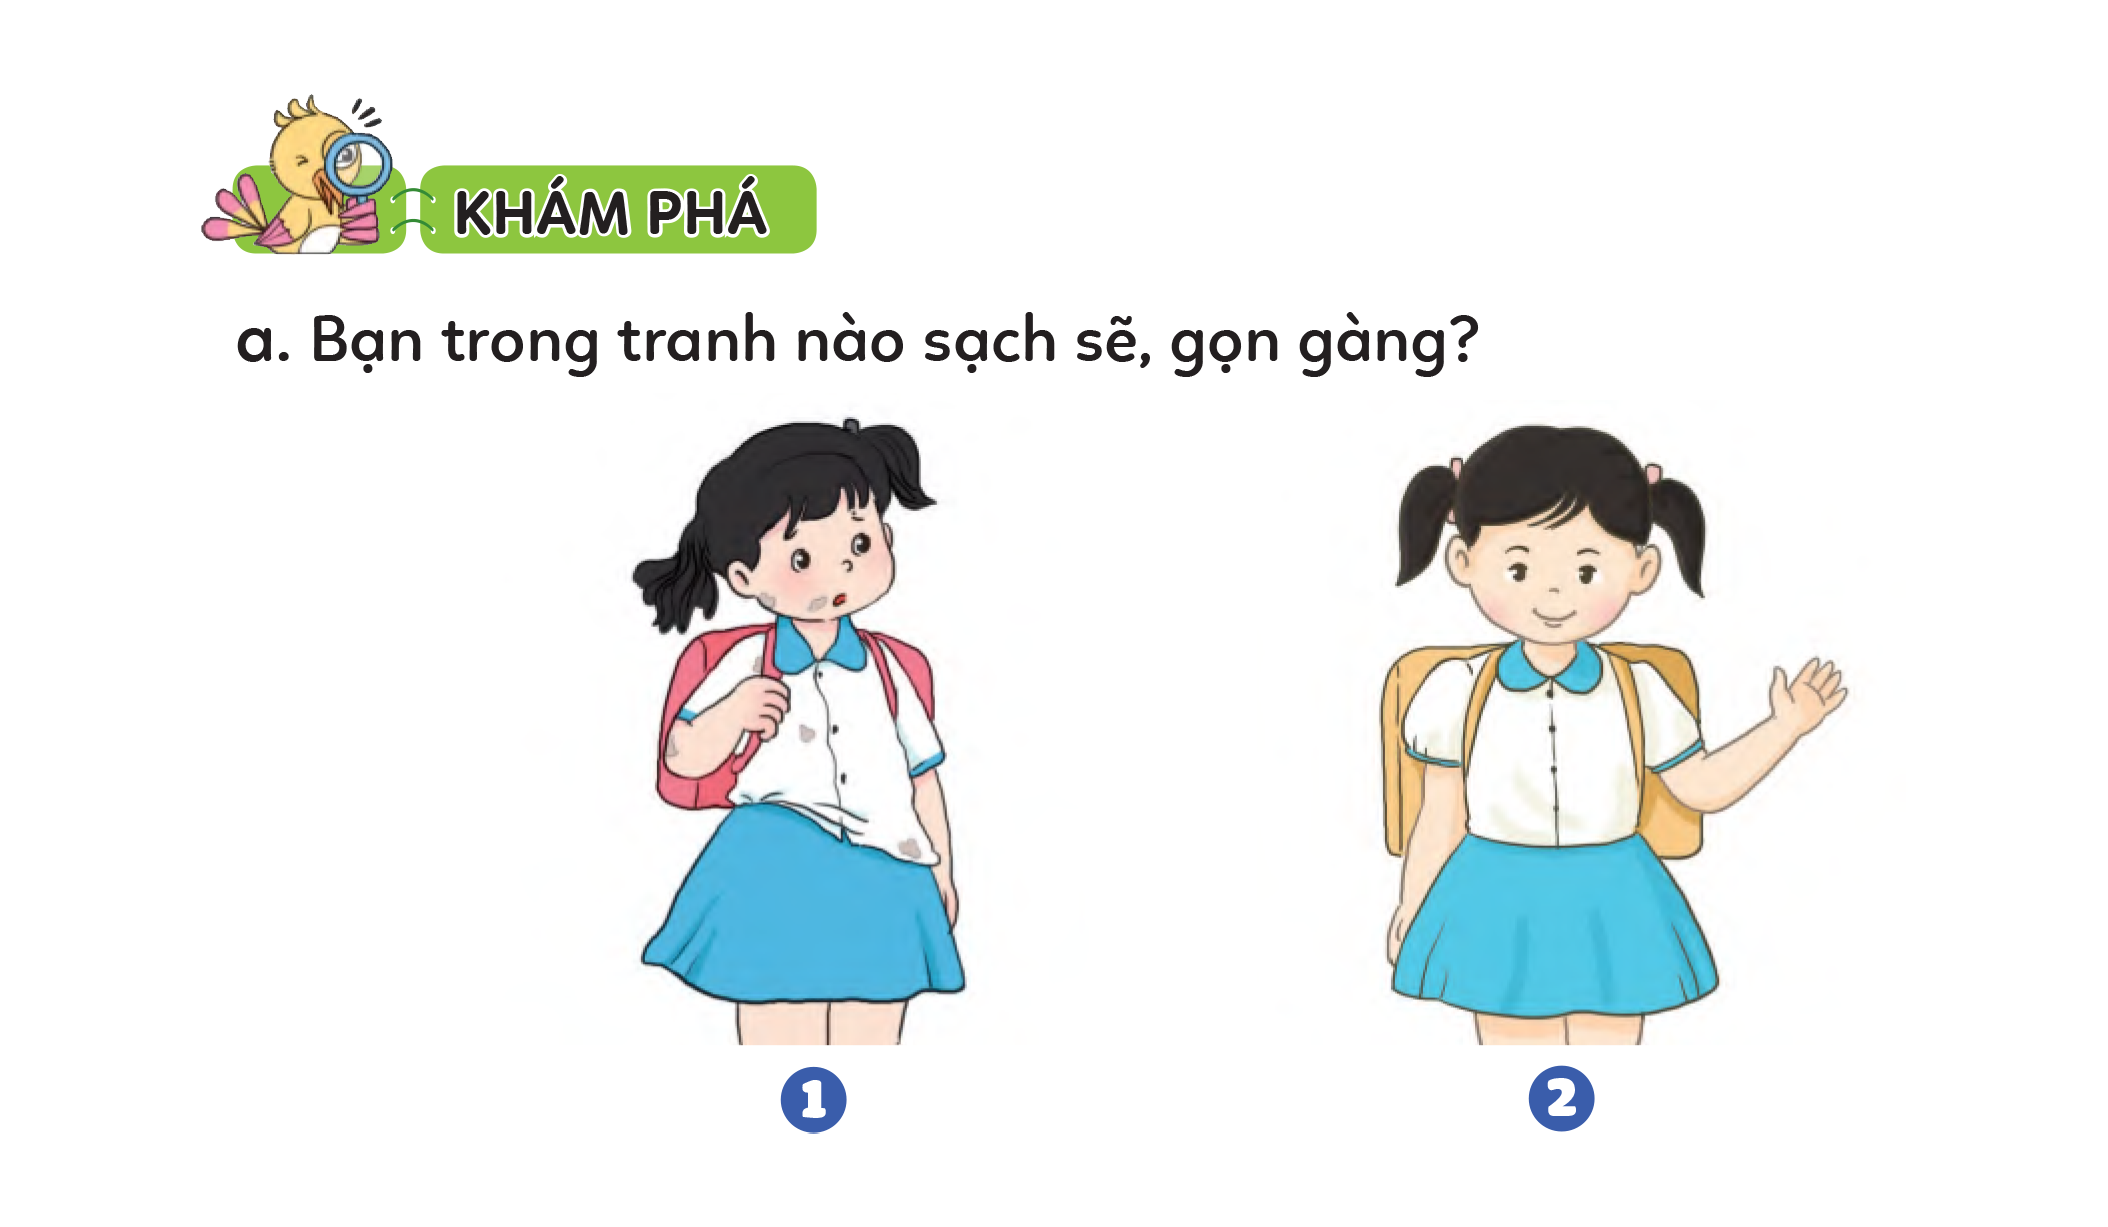 KHÁM PHÁ
a. Bạn trong tranh nào sạch sẽ, gọn gàng?
1
2